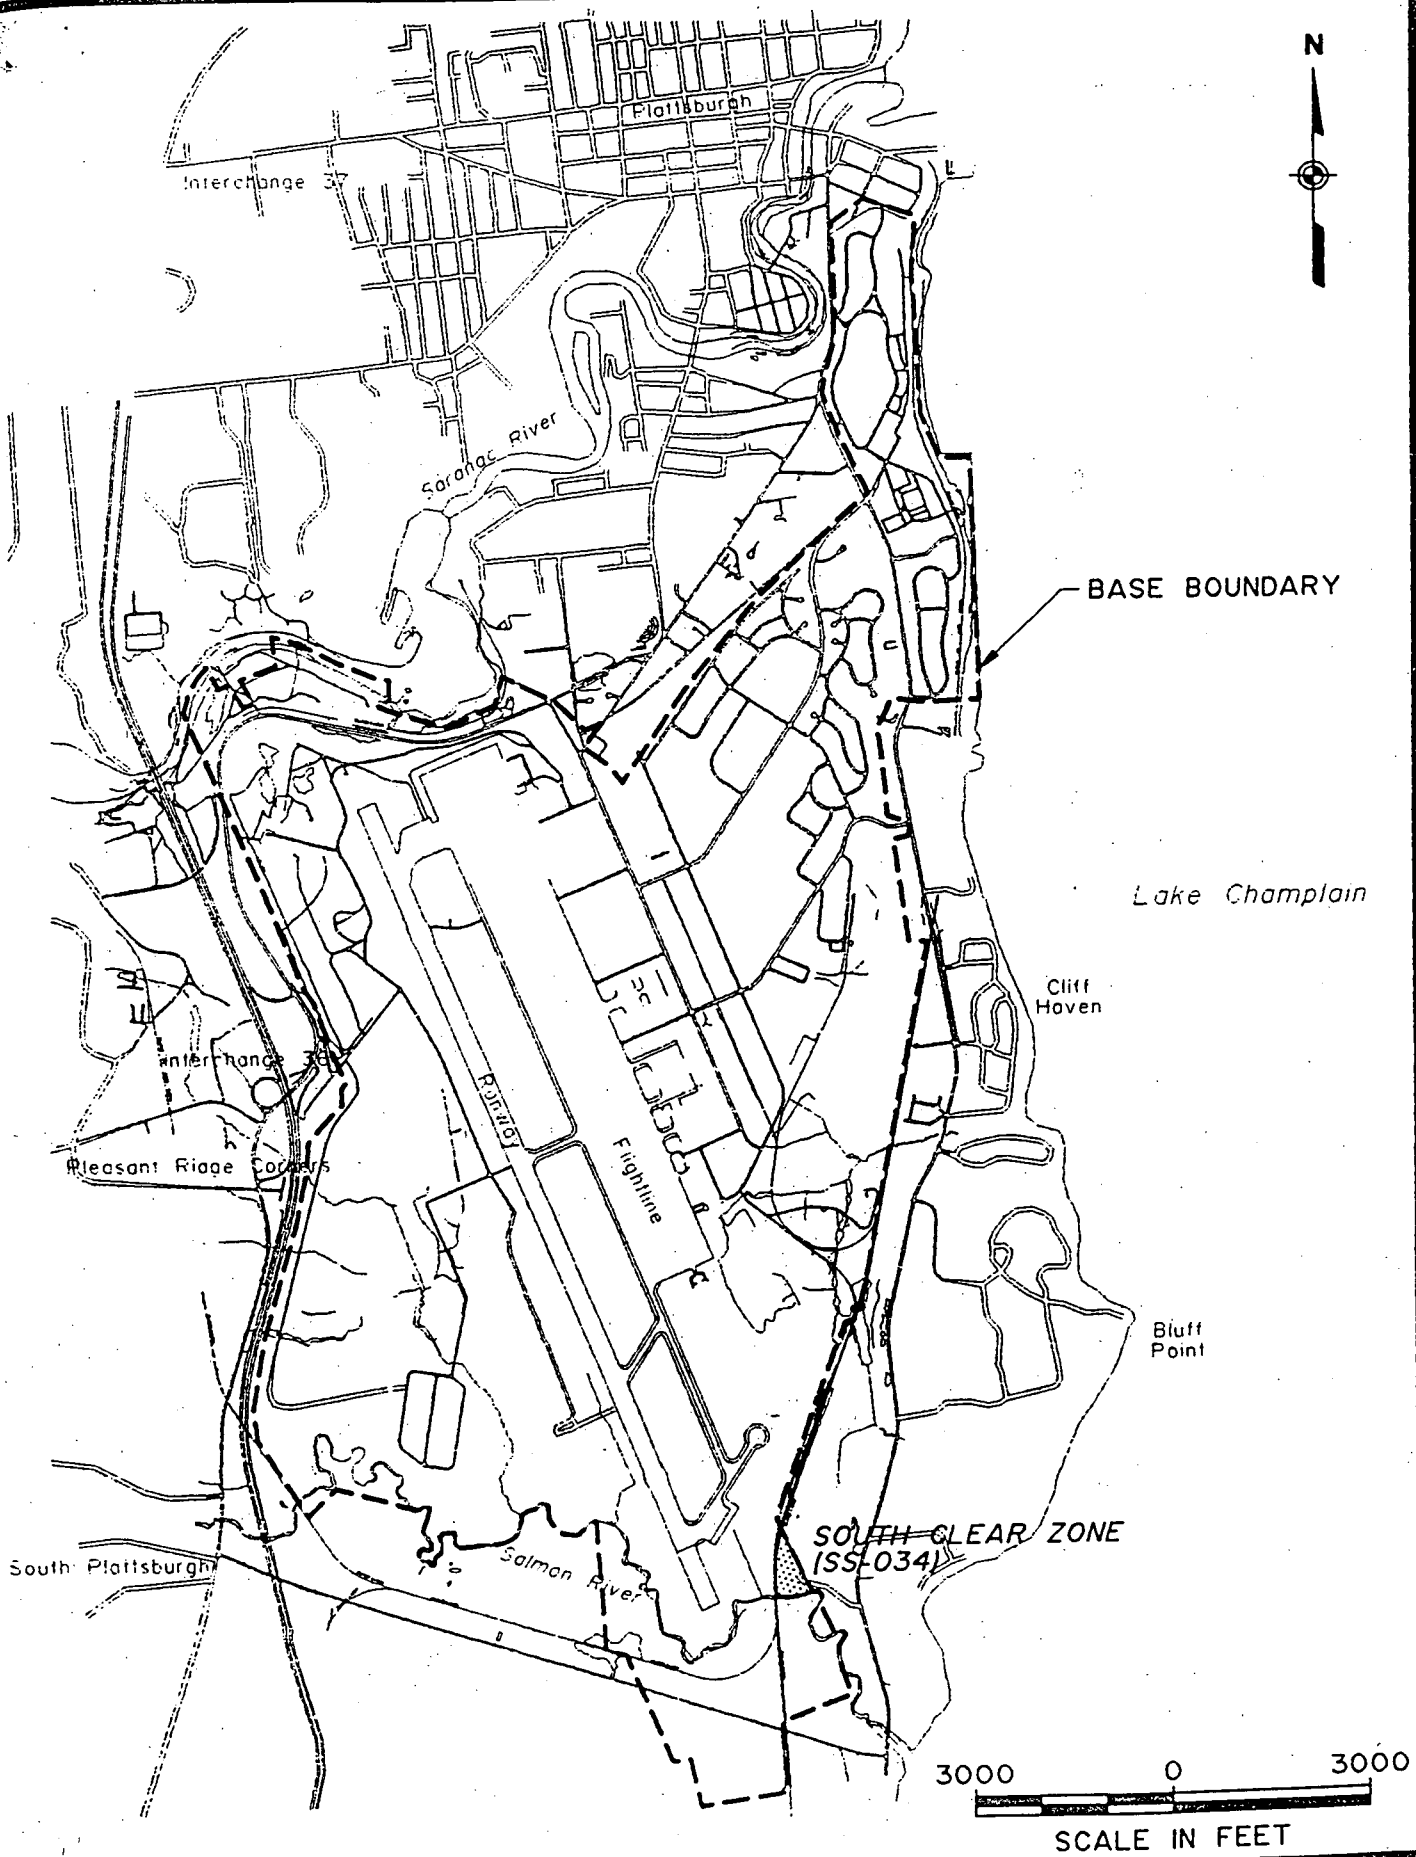 N
Plattsburgh
Interchange 37
Saranac River
BASE BOUNDARY
Lake Champlain
Cliff
Haven
Interchange 36
Runway
Pleasant Ridge Corners
Flightline
Bluff
Point
SOUTH CLEAR ZONE
(SS-034)
Salmon River
South Plattsburgh
3000 0 3000
SCALE IN FEET